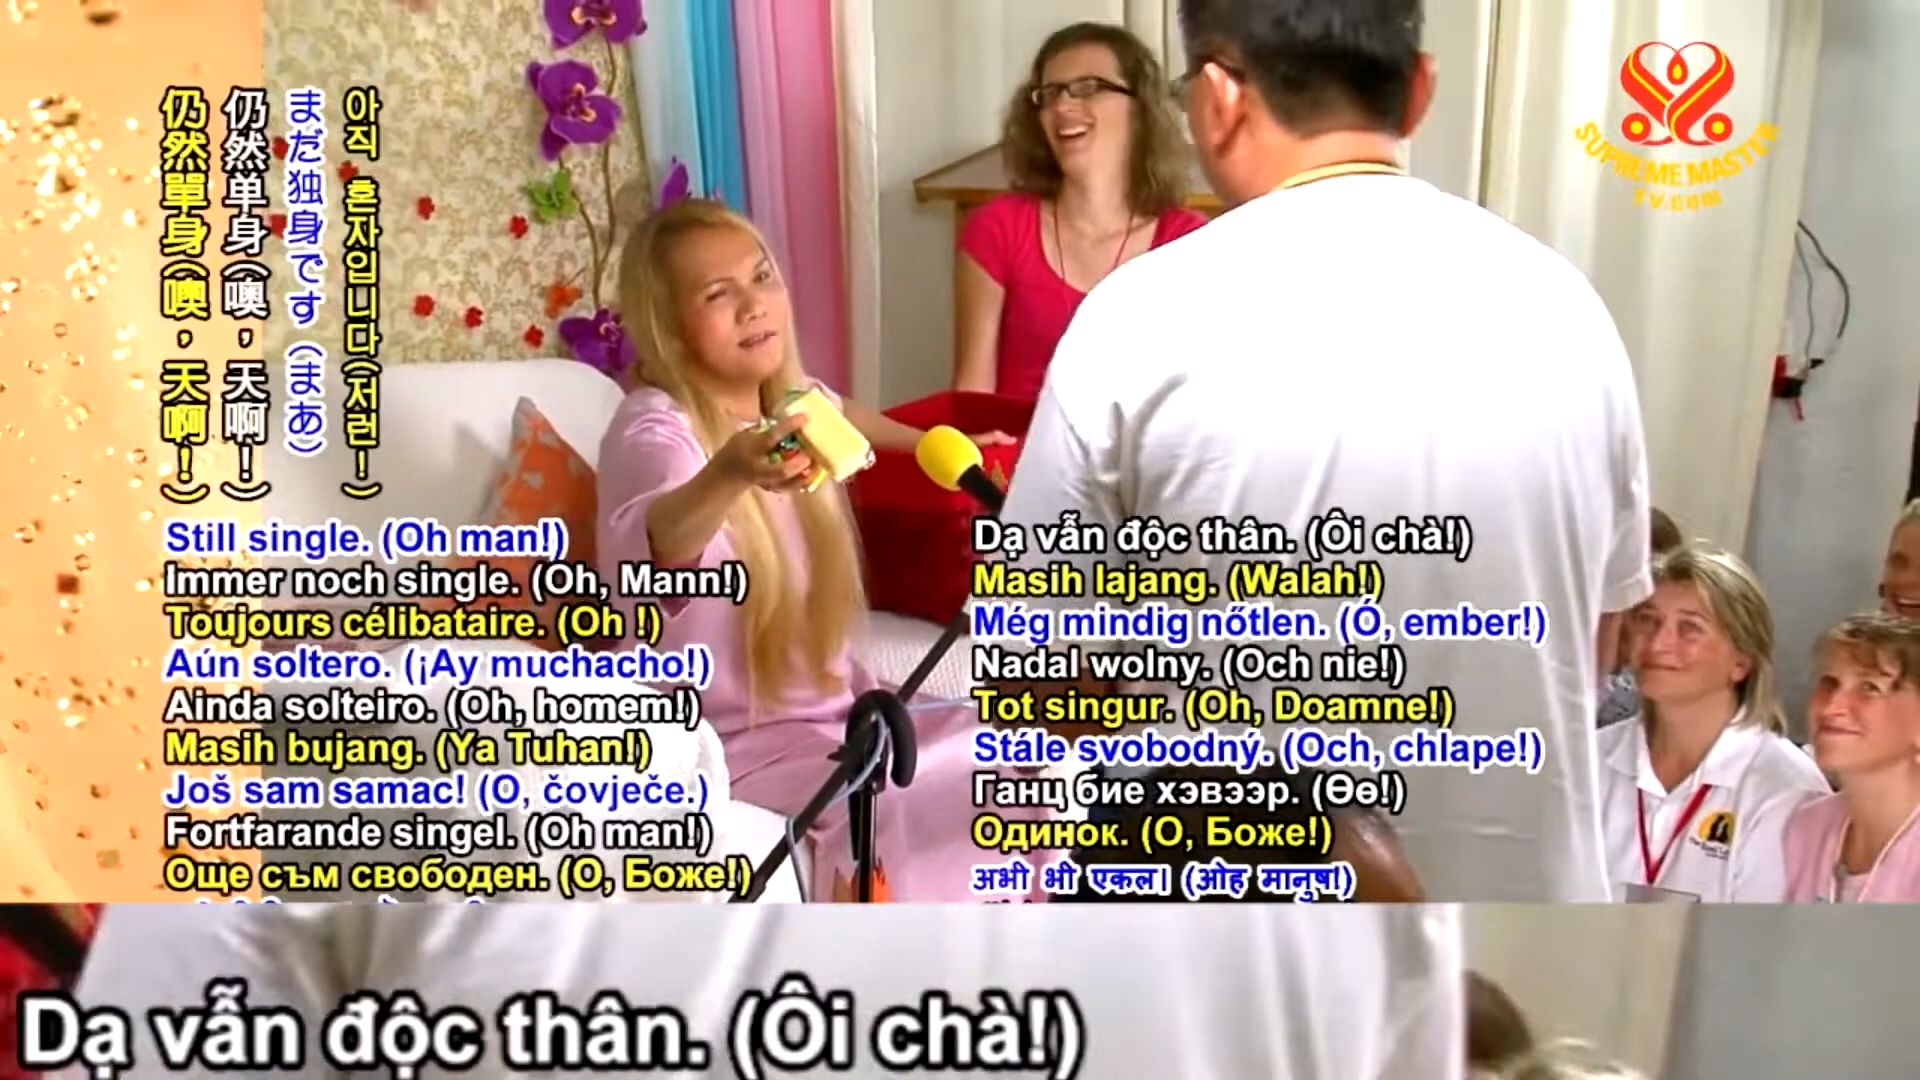 아직 혼자입니다(저런!)
まだ独身です（まあ）
仍然单身(噢，天啊!)
仍然單身(噢，天啊!)
SUPREME MASTER
TV.COM
Still single. (Oh man!)
Immer noch single. (Oh, Mann!)
Toujours célibataire. (Oh !)
Aún soltero. (¡Ay muchacho!)
Ainda solteiro. (Oh, homem!)
Masih bujang. (Ya Tuhan!)
Još sam samac! (O, čovječe.)
Fortfarande singel. (Oh man!)
Още съм свободен. (О, Боже!)
Dạ vẫn độc thân. (Ôi chà!)
Masih lajang. (Walah!)
Még mindig nőtlen. (Ó, ember!)
Nadal wolny. (Och nie!)
Tot singur. (Oh, Doamne!)
Stále svobodný. (Och, chlape!)
Ганц бие хэвээр. (Өө!)
Одинок. (О, Боже!)
अभी भी एकल। (ओह मानुष!)
Dạ vẫn độc thân. (Ôi chà!)